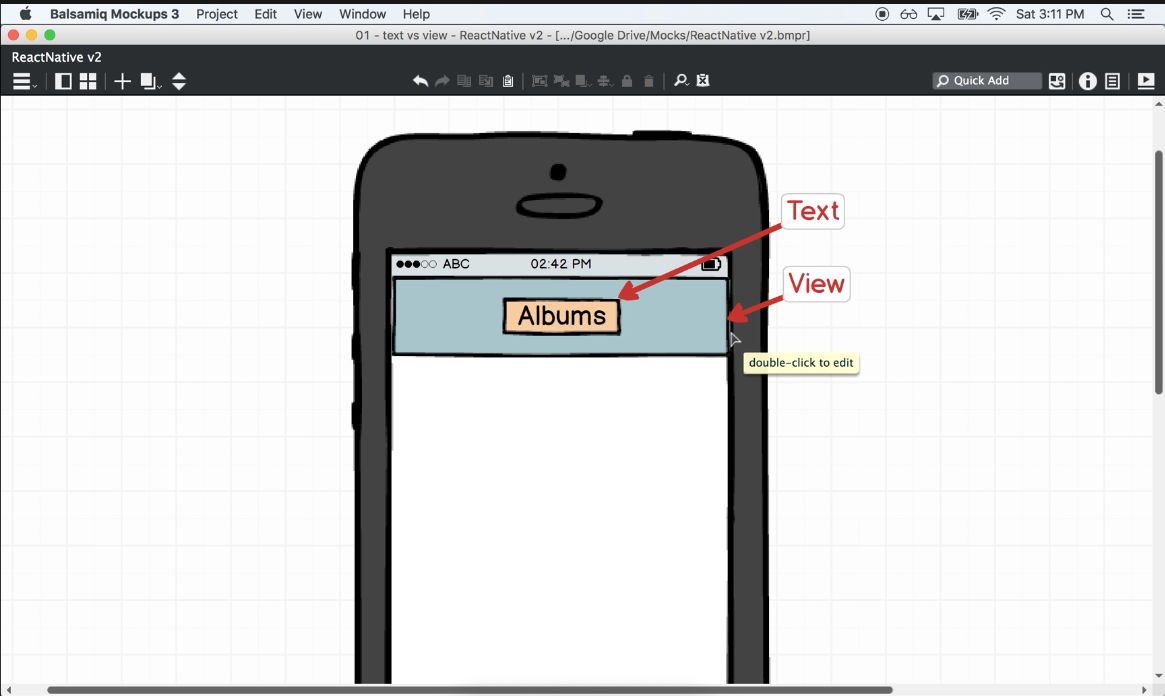 Balsamiq Mockups 3 Project Edit View Window Help Sat 3:11 PM
01 - text vs view - ReactNative v2 - [.../Google Drive/Mocks/ReactNative v2.bmpr]
ReactNative v2
Quick Add
Text
ABC 02:42 PM
View
Albums
double-click to edit